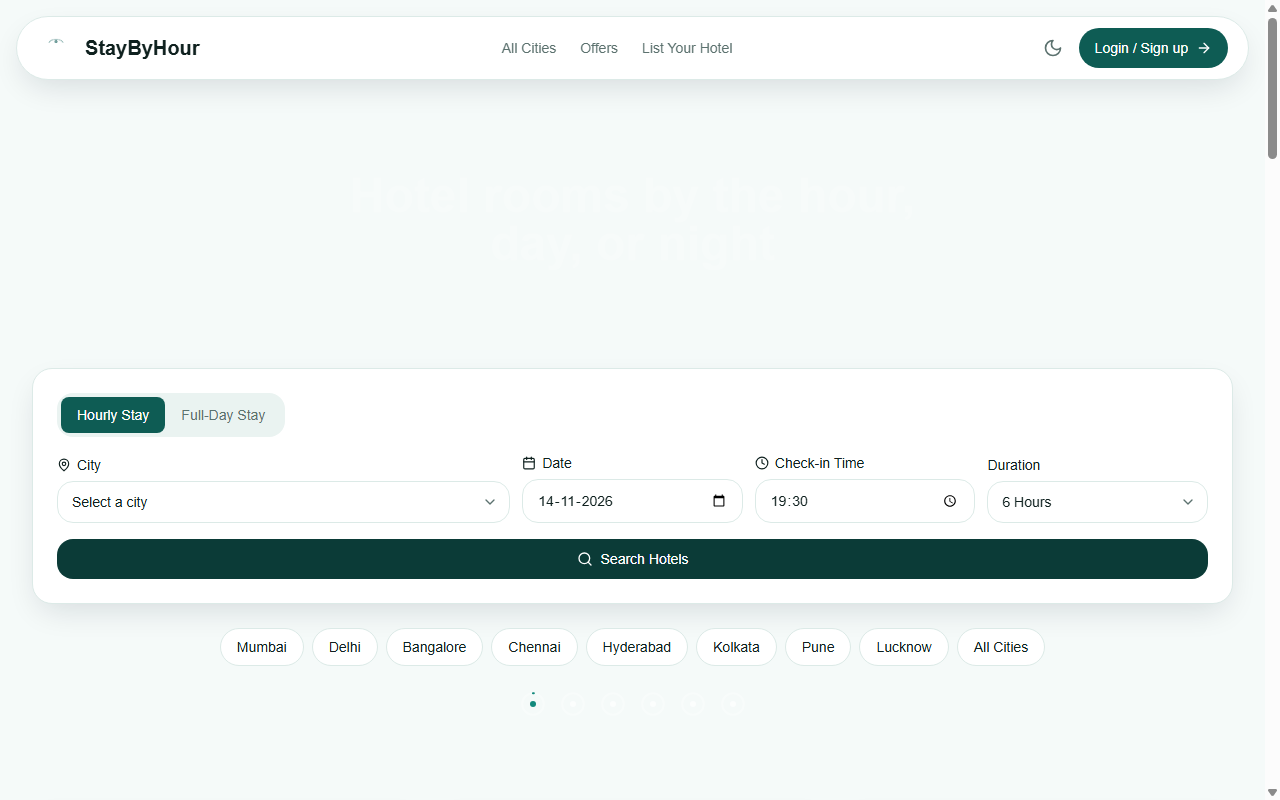 StayByHour
All Cities
Offers
List Your Hotel
Login / Sign up
Hotel rooms by the hour,
day, or night
Hourly Stay
Full-Day Stay
City
Date
Check-in Time
Duration
Select a city
14-11-2026
19:30
6 Hours
Search Hotels
Mumbai
Delhi
Bangalore
Chennai
Hyderabad
Kolkata
Pune
Lucknow
All Cities